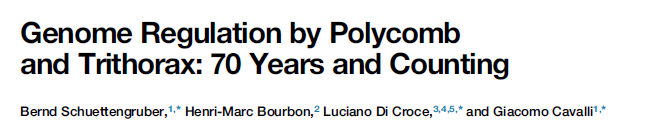 Genome Regulation by Polycomb
and Trithorax: 70 Years and Counting
Bernd Schuettengruber,1,* Henri-Marc Bourbon,2 Luciano Di Croce,3,4,5,* and Giacomo Cavalli1,*